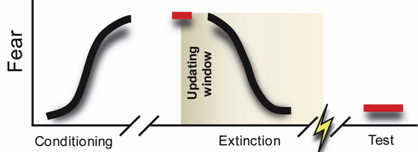 Fear
Updating
window
Conditioning
Extinction
Test